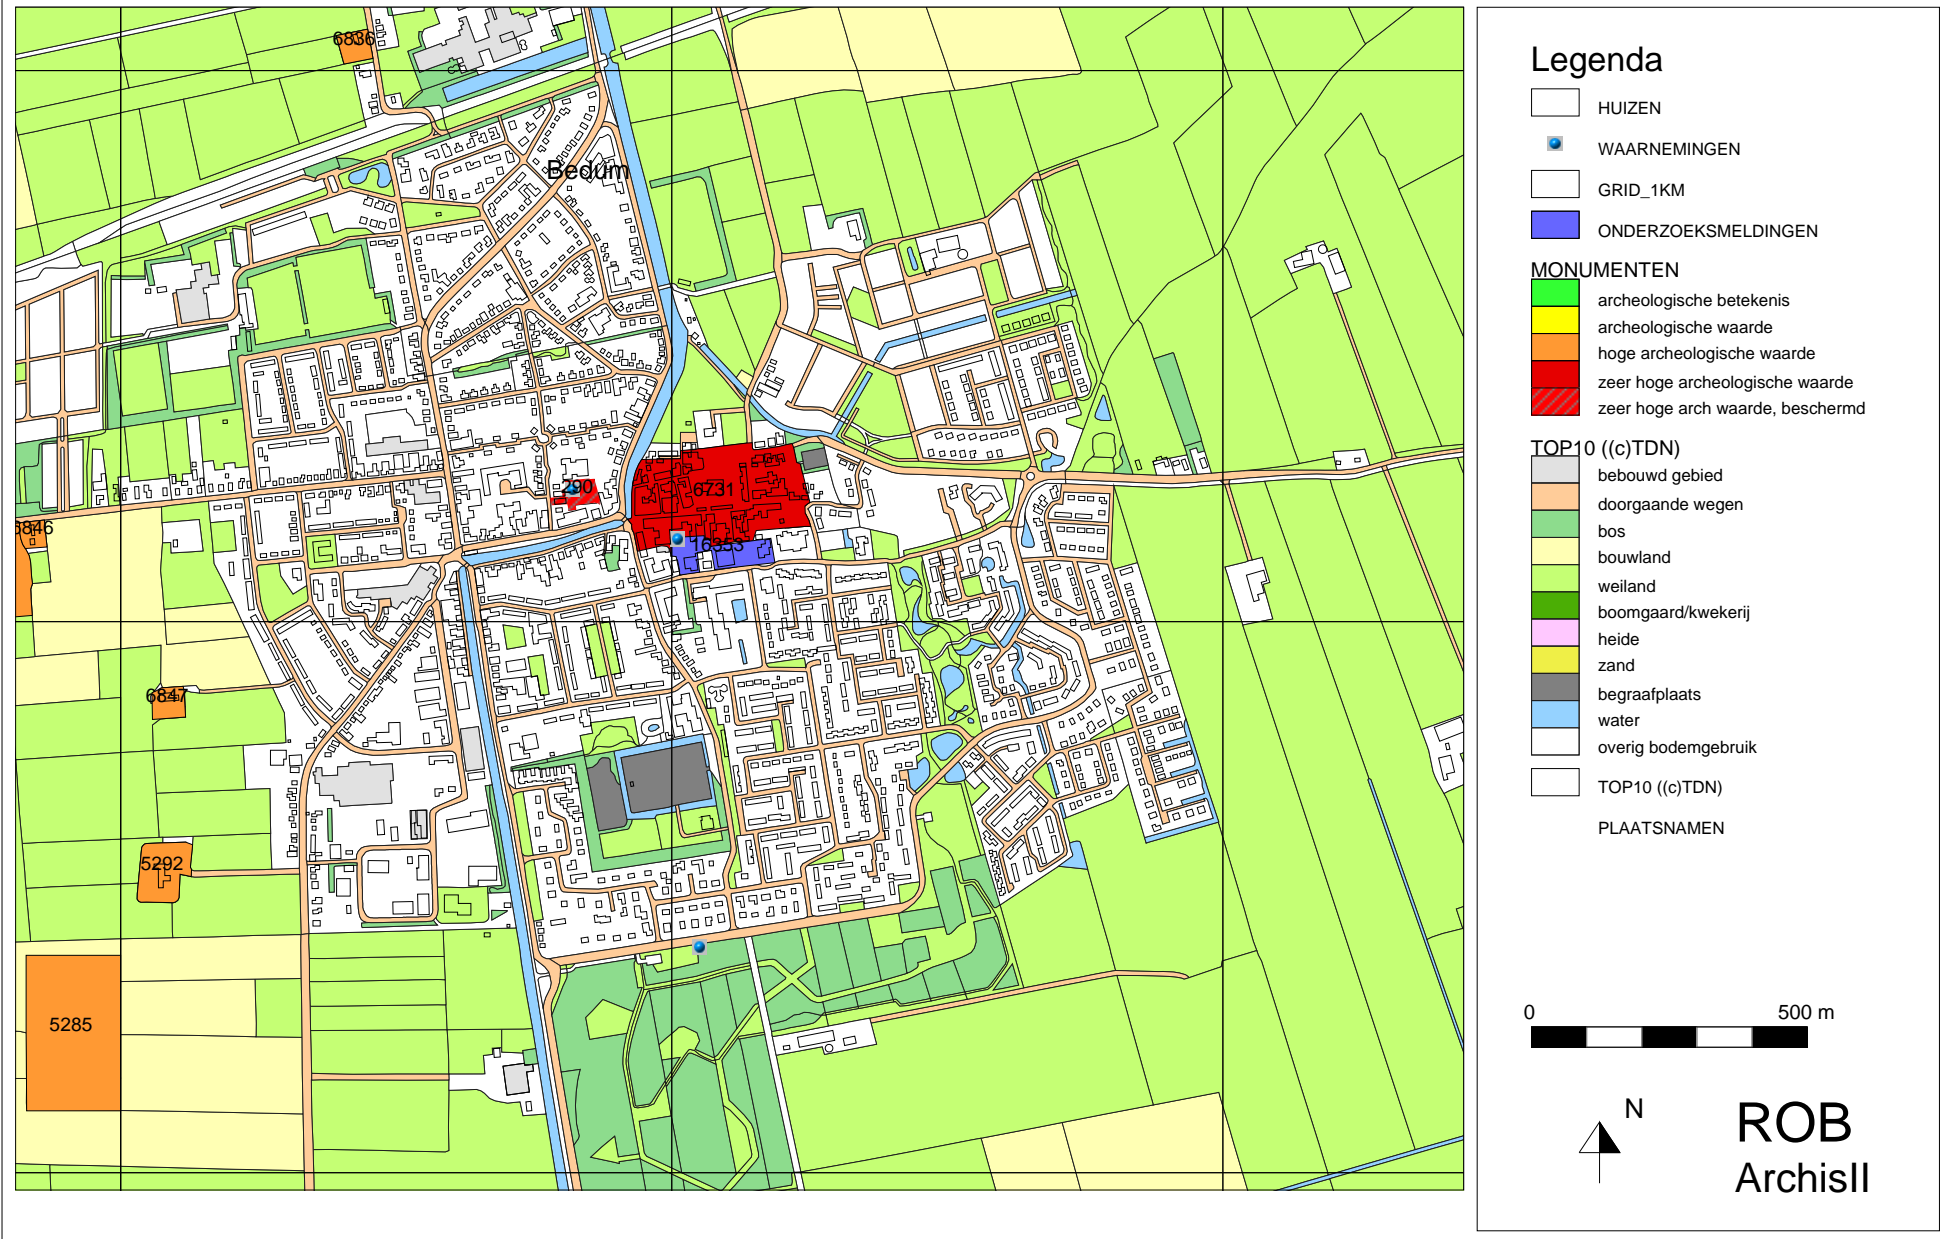 6836
Bedum
290
6731
6846
16353
6847
5292
5285
Legenda
HUIZEN
WAARNEMINGEN
GRID_1KM
ONDERZOEKSMELDINGEN
MONUMENTEN
archeologische betekenis
archeologische waarde
hoge archeologische waarde
zeer hoge archeologische waarde
zeer hoge arch waarde, beschermd
TOP10 ((c)TDN)
bebouwd gebied
doorgaande wegen
bos
bouwland
weiland
boomgaard/kwekerij
heide
zand
begraafplaats
water
overig bodemgebruik
TOP10 ((c)TDN)
PLAATSNAMEN
0 500 m
N
ROB
ArchisII